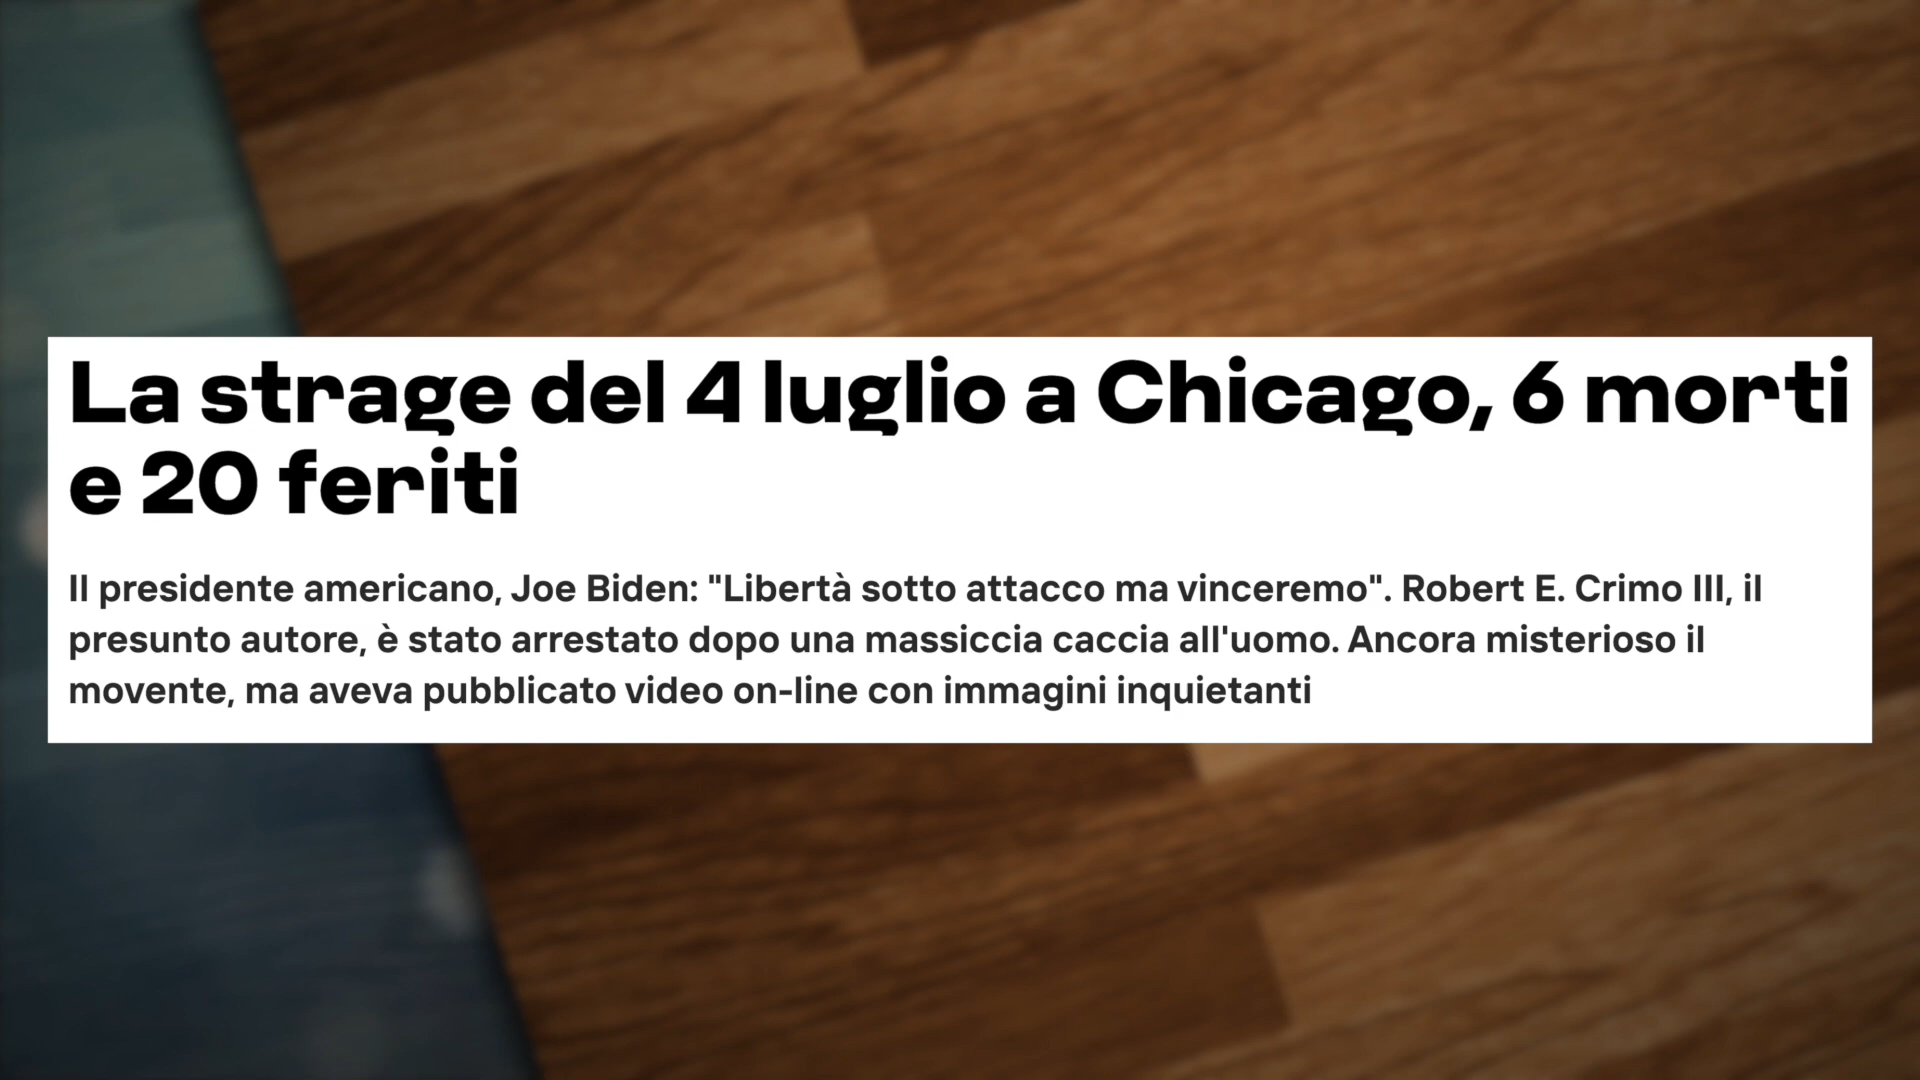 La strage del 4 luglio a Chicago, 6 morti
e 20 feriti
Il presidente americano, Joe Biden: "Libertà sotto attacco ma vinceremo". Robert E. Crimo III, il
presunto autore, è stato arrestato dopo una massiccia caccia all'uomo. Ancora misterioso il
movente, ma aveva pubblicato video on-line con immagini inquietanti